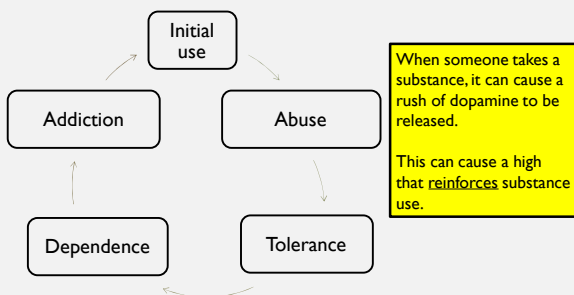 Initial
use
Addiction
Abuse
Dependence
Tolerance
When someone takes a
substance, it can cause a
rush of dopamine to be
released.
This can cause a high
that reinforces substance
use.